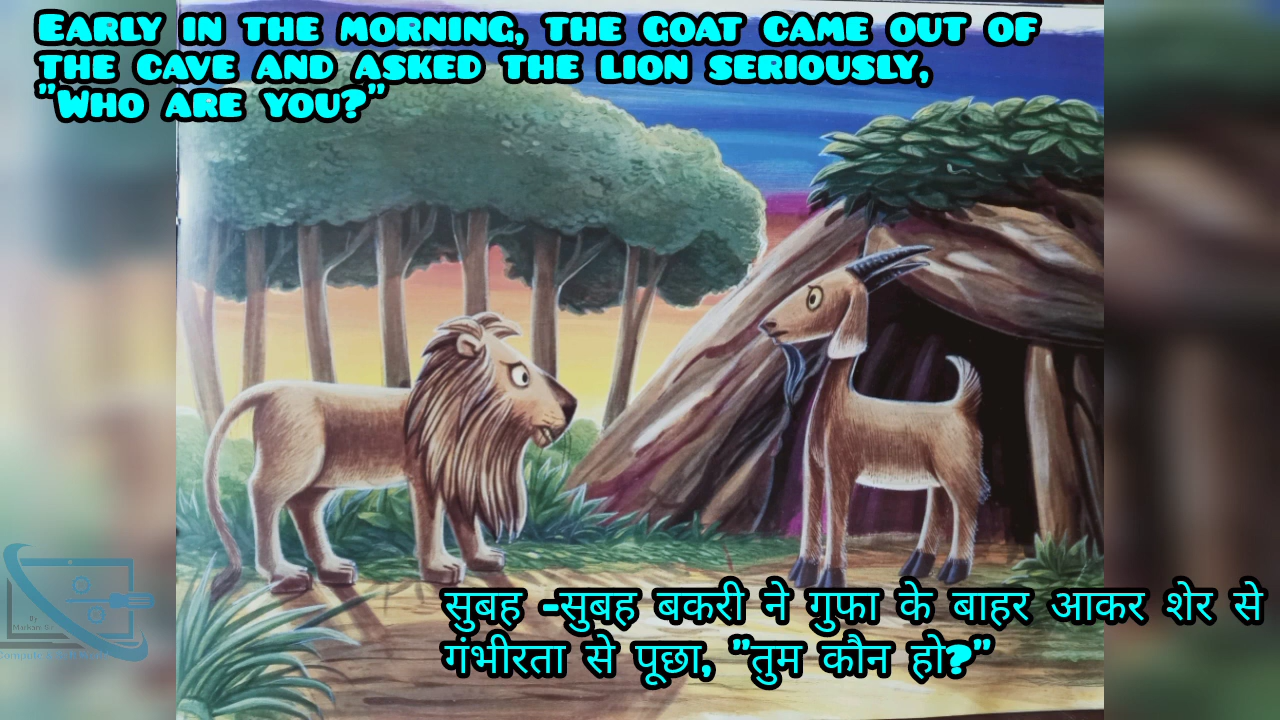 Early in the morning, the goat came out of
the cave and asked the lion seriously,
"Who are you?"
सुबह -सुबह बकरी ने गुफा के बाहर आकर शेर से
गंभीरता से पूछा, "तुम कौन हो?"
By